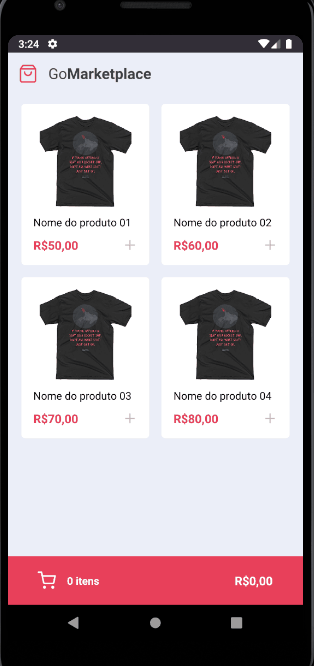 3:24
GoMarketplace
Nome do produto 01
R$50,00
Nome do produto 02
R$60,00
Nome do produto 03
R$70,00
Nome do produto 04
R$80,00
0 itens
R$0,00